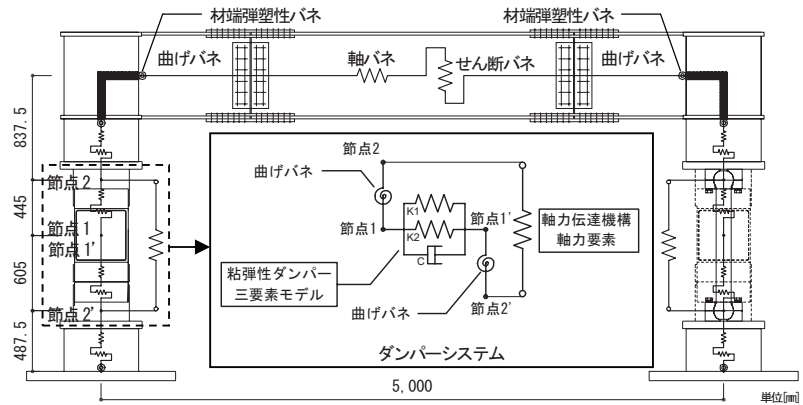 材端弾塑性バネ
材端弾塑性バネ
曲げバネ
軸バネ
せん断バネ
曲げバネ
837.5
445
605
487.5
節点2
節点1
節点1'
節点2'
節点2
曲げバネ
節点1
K1
K2
C
節点1'
軸力伝達機構
軸力要素
粘弾性ダンパー
三要素モデル
曲げバネ
節点2'
ダンパーシステム
5,000
単位[㎜]